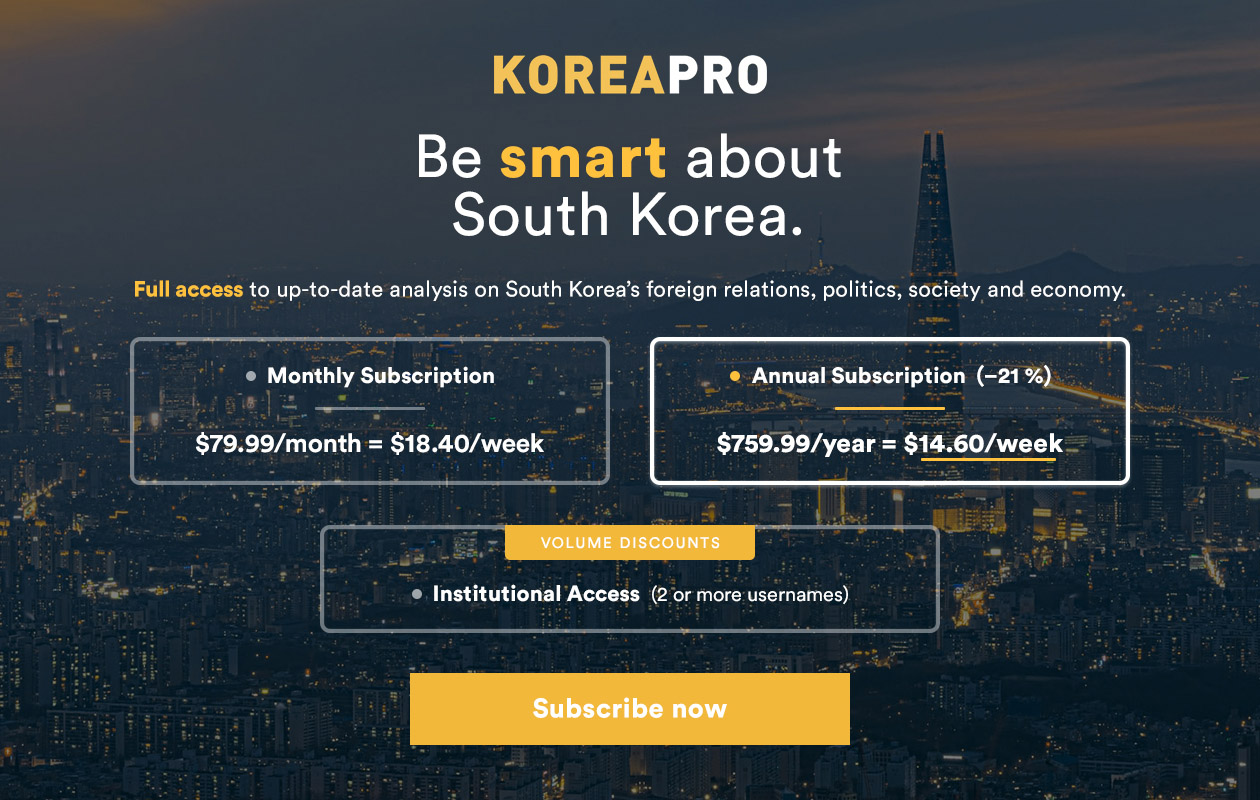 KOREAPRO
Be smart about
South Korea.
Full access to up-to-date analysis on South Korea’s foreign relations, politics, society and economy.
Monthly Subscription
$79.99/month = $18.40/week
Annual Subscription (–21 %)
$759.99/year = $14.60/week
VOLUME DISCOUNTS
Institutional Access (2 or more usernames)
Subscribe now